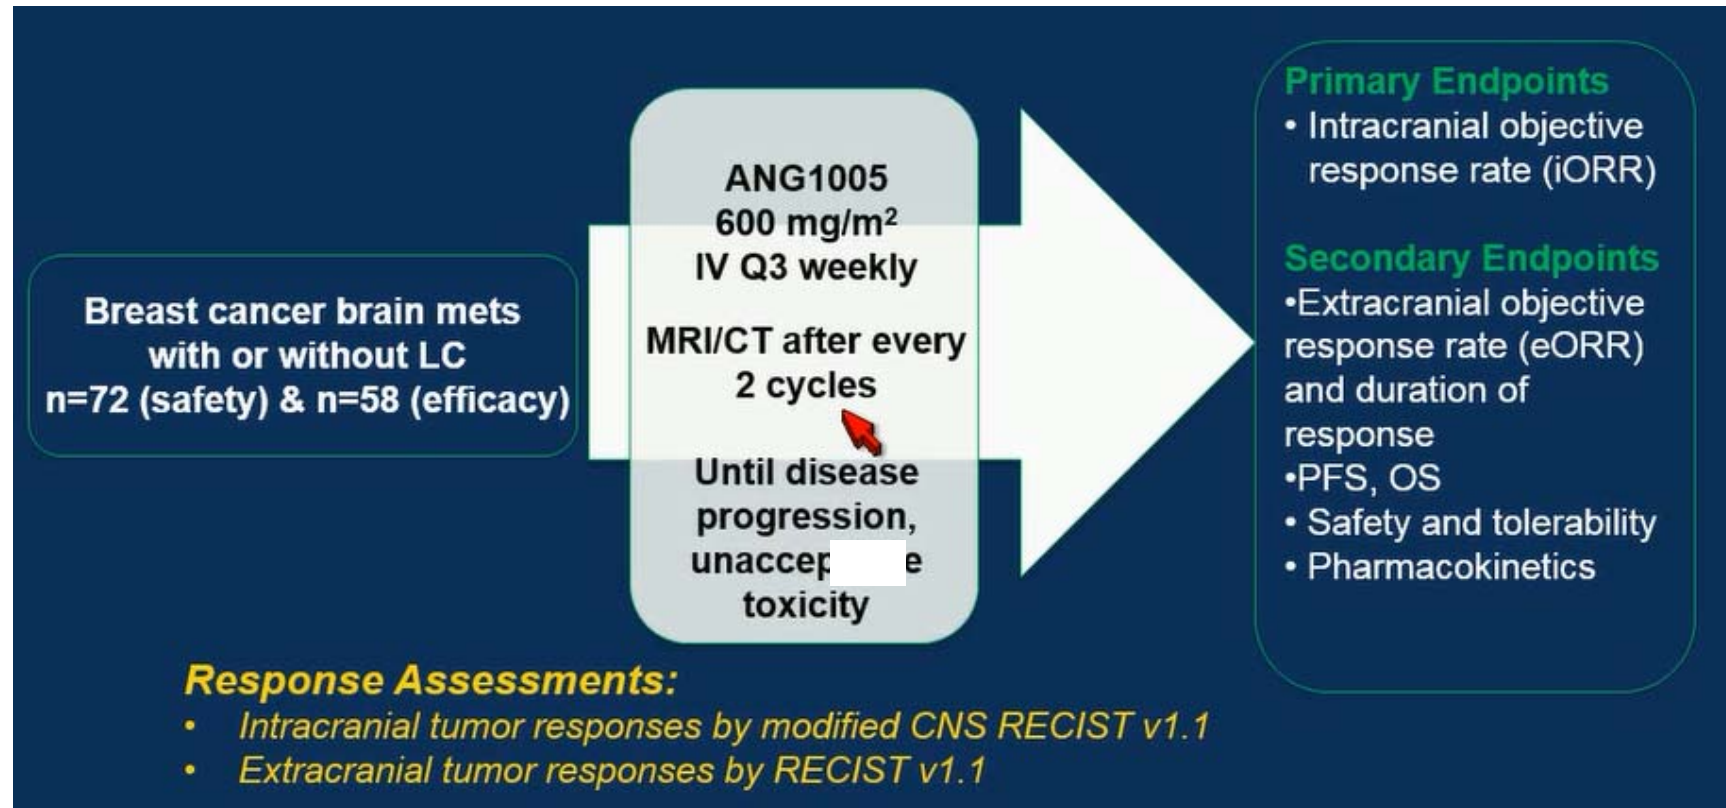 Breast cancer brain mets
with or without LC
n=72 (safety) & n=58 (efficacy)
ANG1005
600 mg/m²
IV Q3 weekly
MRI/CT after every
2 cycles
Until disease
progression,
toxicity
Primary Endpoints
• Intracranial objective
response rate (iORR)
Secondary Endpoints
•Extracranial objective
response rate (eORR)
and duration of
response
•PFS, OS
• Safety and tolerability
• Pharmacokinetics
Response Assessments:
• Intracranial tumor responses by modified CNS RECIST v1.1
• Extracranial tumor responses by RECIST v1.1